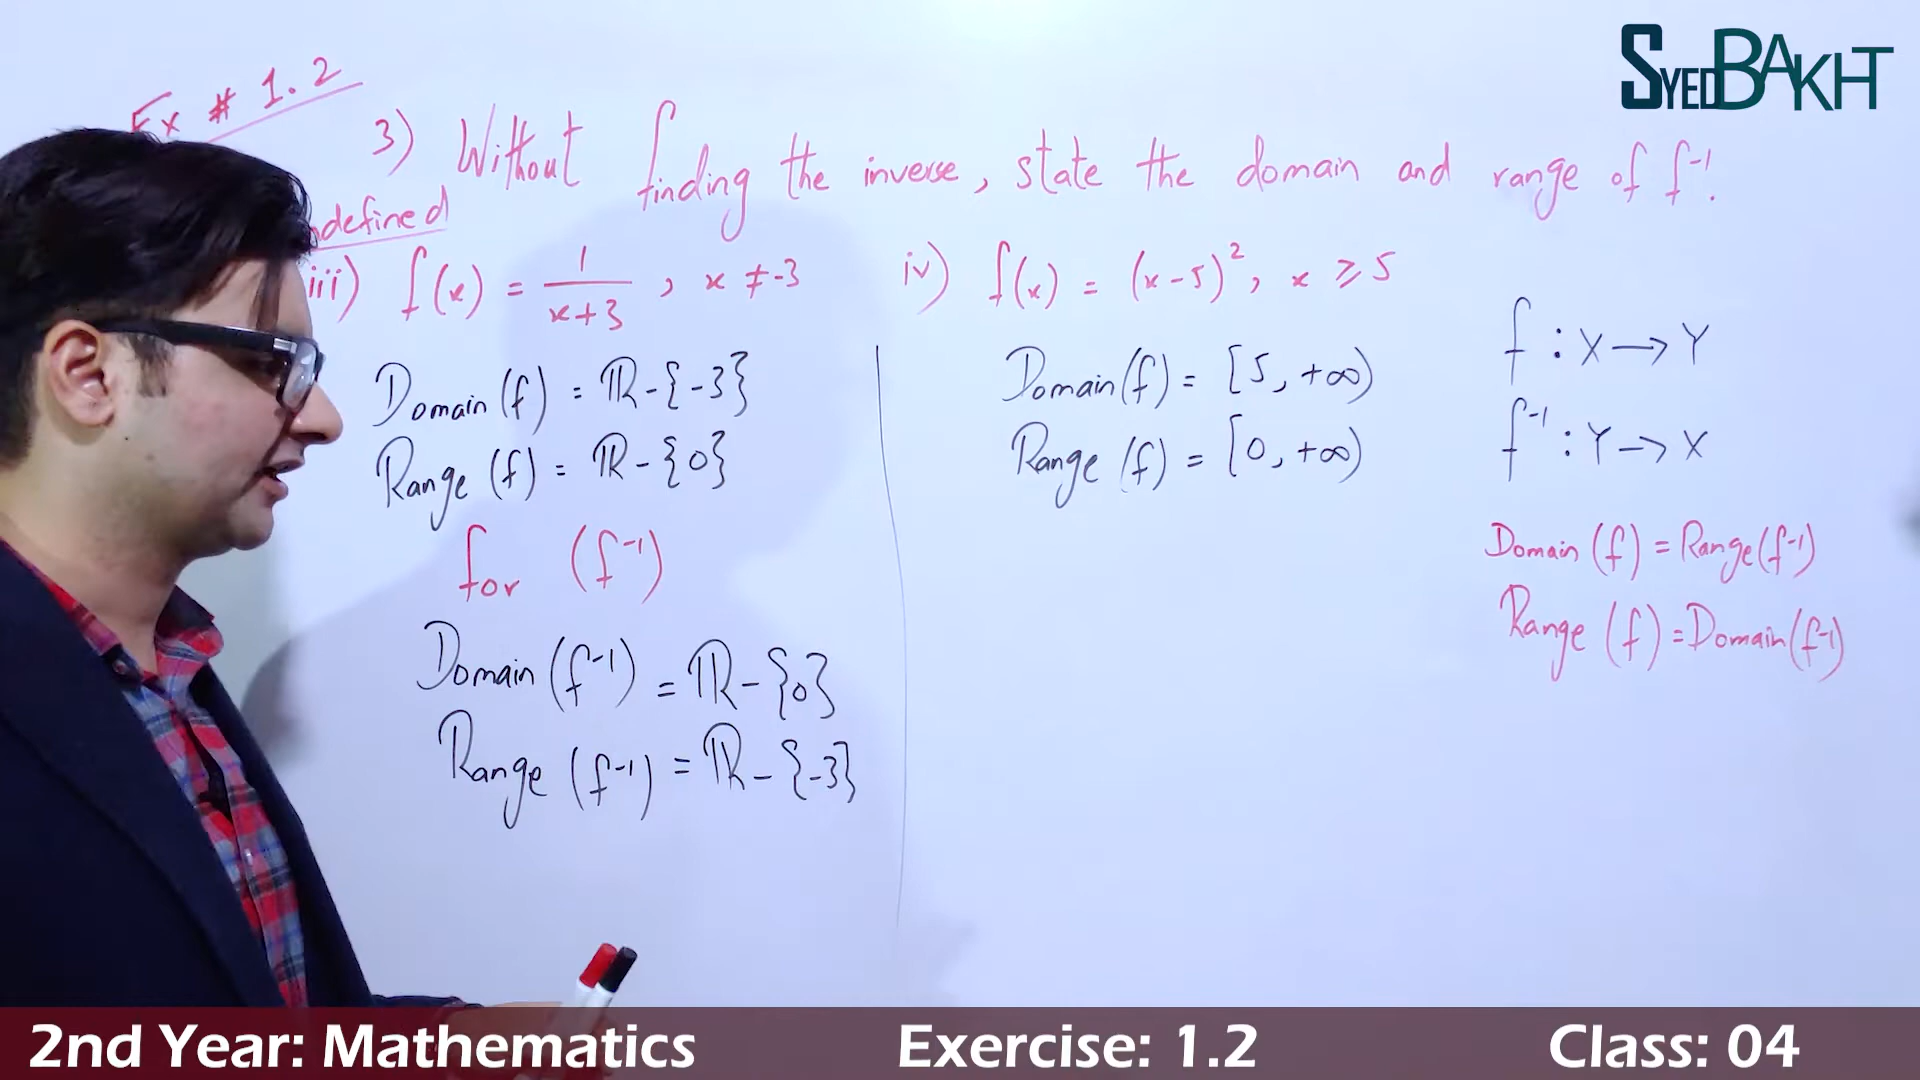 SYEDBAKHT
Ex # 1.2
3) Without finding the inverse, state the domain and range of f⁻¹.
iii) f(x) = 1/(x+3) , x ≠ -3
Domain (f) = ℝ-{-3}
Range (f) = ℝ-{0}
for (f⁻¹)
Domain (f⁻¹) = ℝ-{0}
Range (f⁻¹) = ℝ-{-3}
iv) f(x) = (x-5)², x ≥ 5
Domain (f) = [5, +∞)
Range (f) = [0, +∞)
f : X → Y
f⁻¹ : Y → X
Domain (f) = Range (f⁻¹)
Range (f) = Domain (f⁻¹)
2nd Year: Mathematics Exercise: 1.2 Class: 04